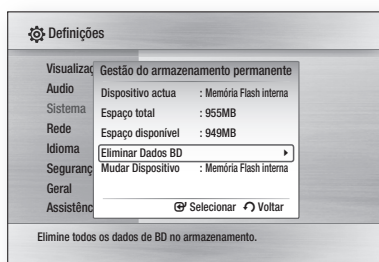 Definições
Visualizaç
Gestão do armazenamento permanente
Audio
Dispositivo actua : Memória Flash interna
Sistema
Espaço total : 955MB
Rede
Espaço disponível : 949MB
Idioma
Eliminar Dados BD
Seguranç
Mudar Dispositivo : Memória Flash interna
Geral
Assistênc
Selecionar Voltar
Elimine todos os dados de BD no armazenamento.